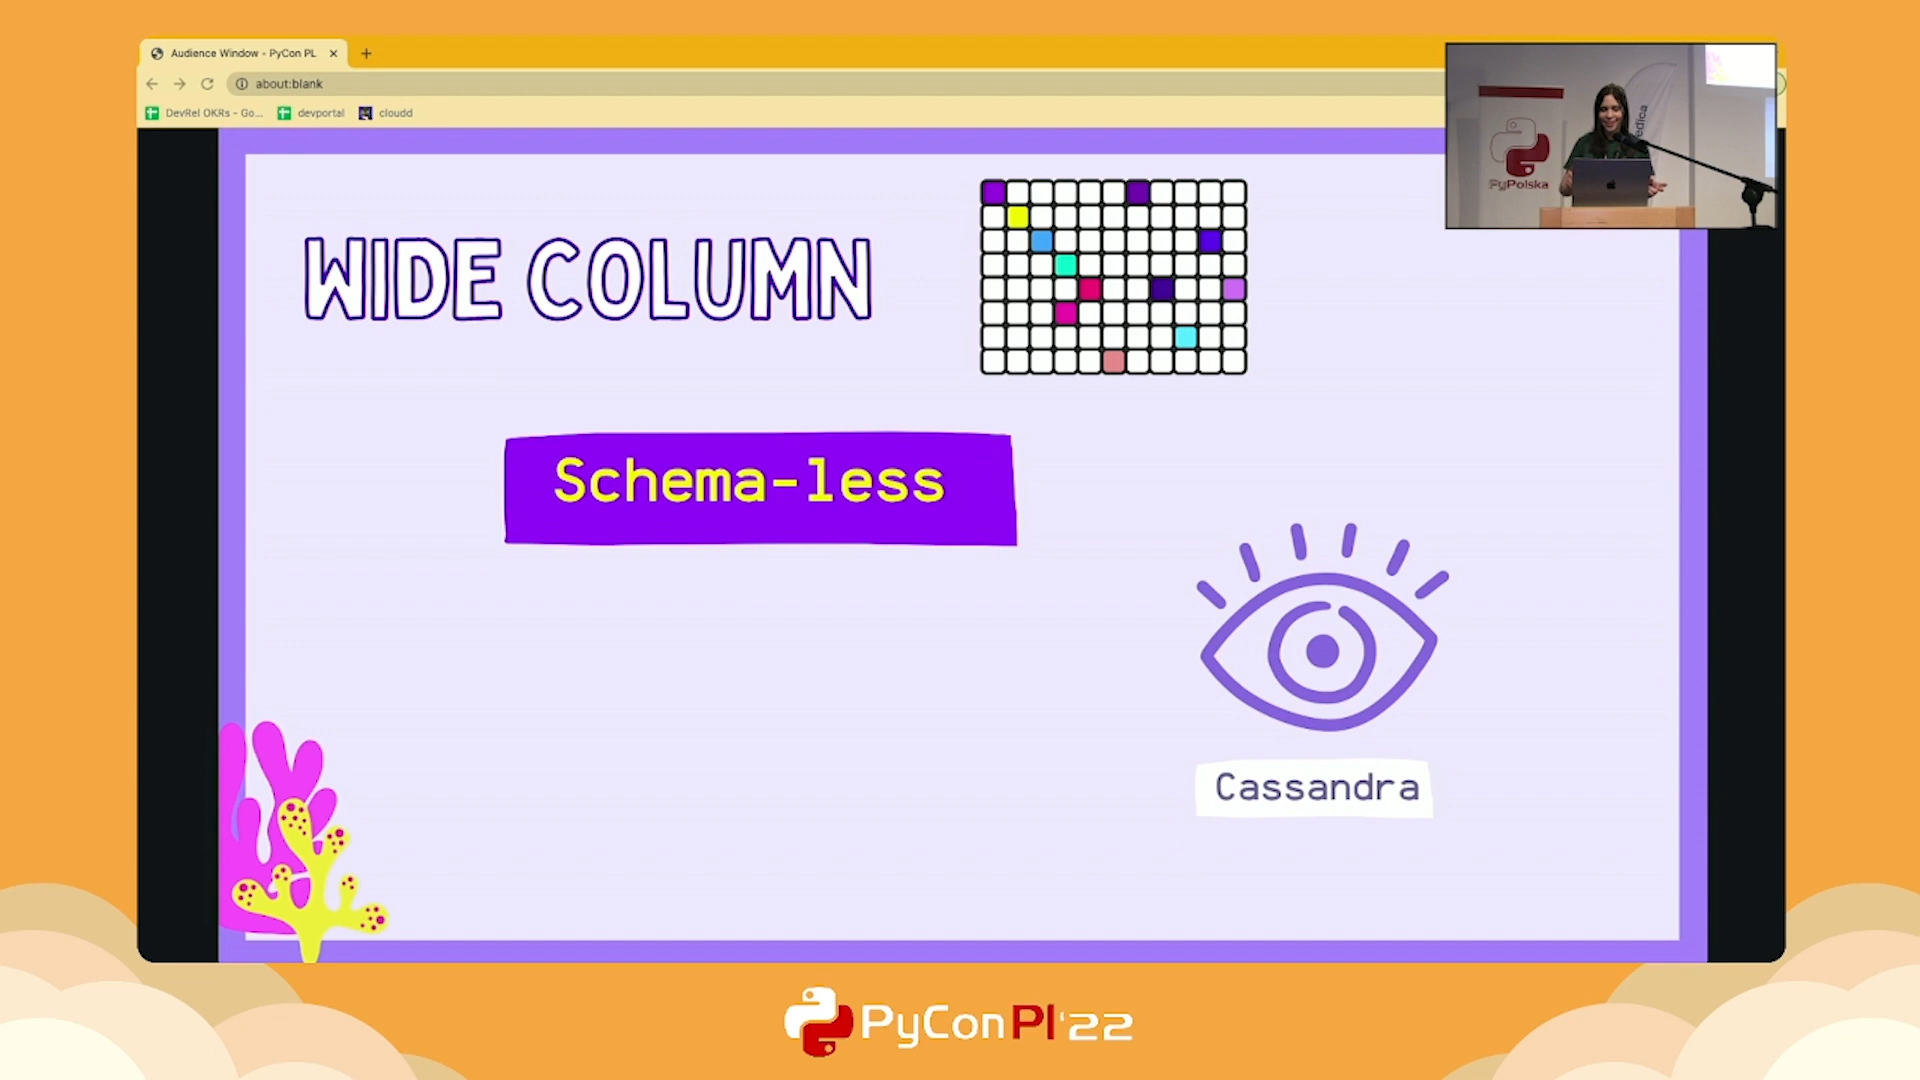 Audience Window - PyCon PL
about:blank
DevRel OKRs - Go...
devportal
cloudd
edica
PyPolska
WIDE COLUMN
Schema-less
Cassandra
PyCon Pl '22